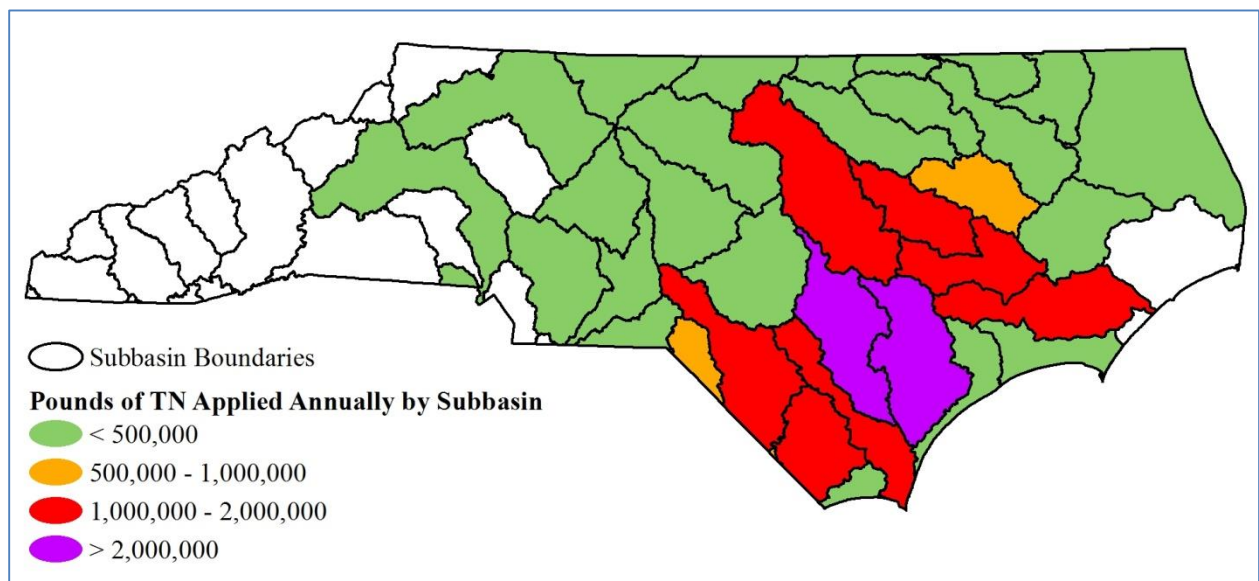 Subbasin Boundaries
Pounds of TN Applied Annually by Subbasin
< 500,000
500,000 - 1,000,000
1,000,000 - 2,000,000
> 2,000,000